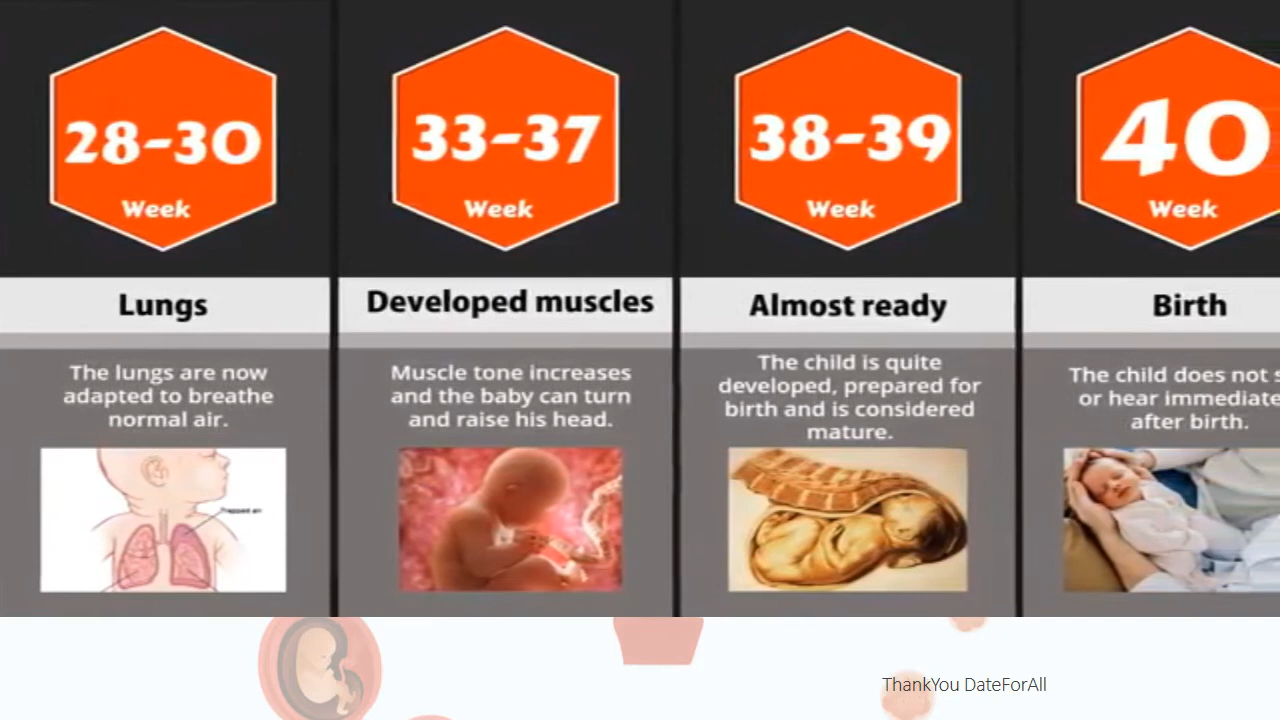 28-30
Week
Lungs
The lungs are now
adapted to breathe
normal air.
Trapped air
33-37
Week
Developed muscles
Muscle tone increases
and the baby can turn
and raise his head.
38-39
Week
Almost ready
The child is quite
developed, prepared for
birth and is considered
mature.
40
Week
Birth
The child does not s
or hear immediate
after birth.
ThankYou DateForAll